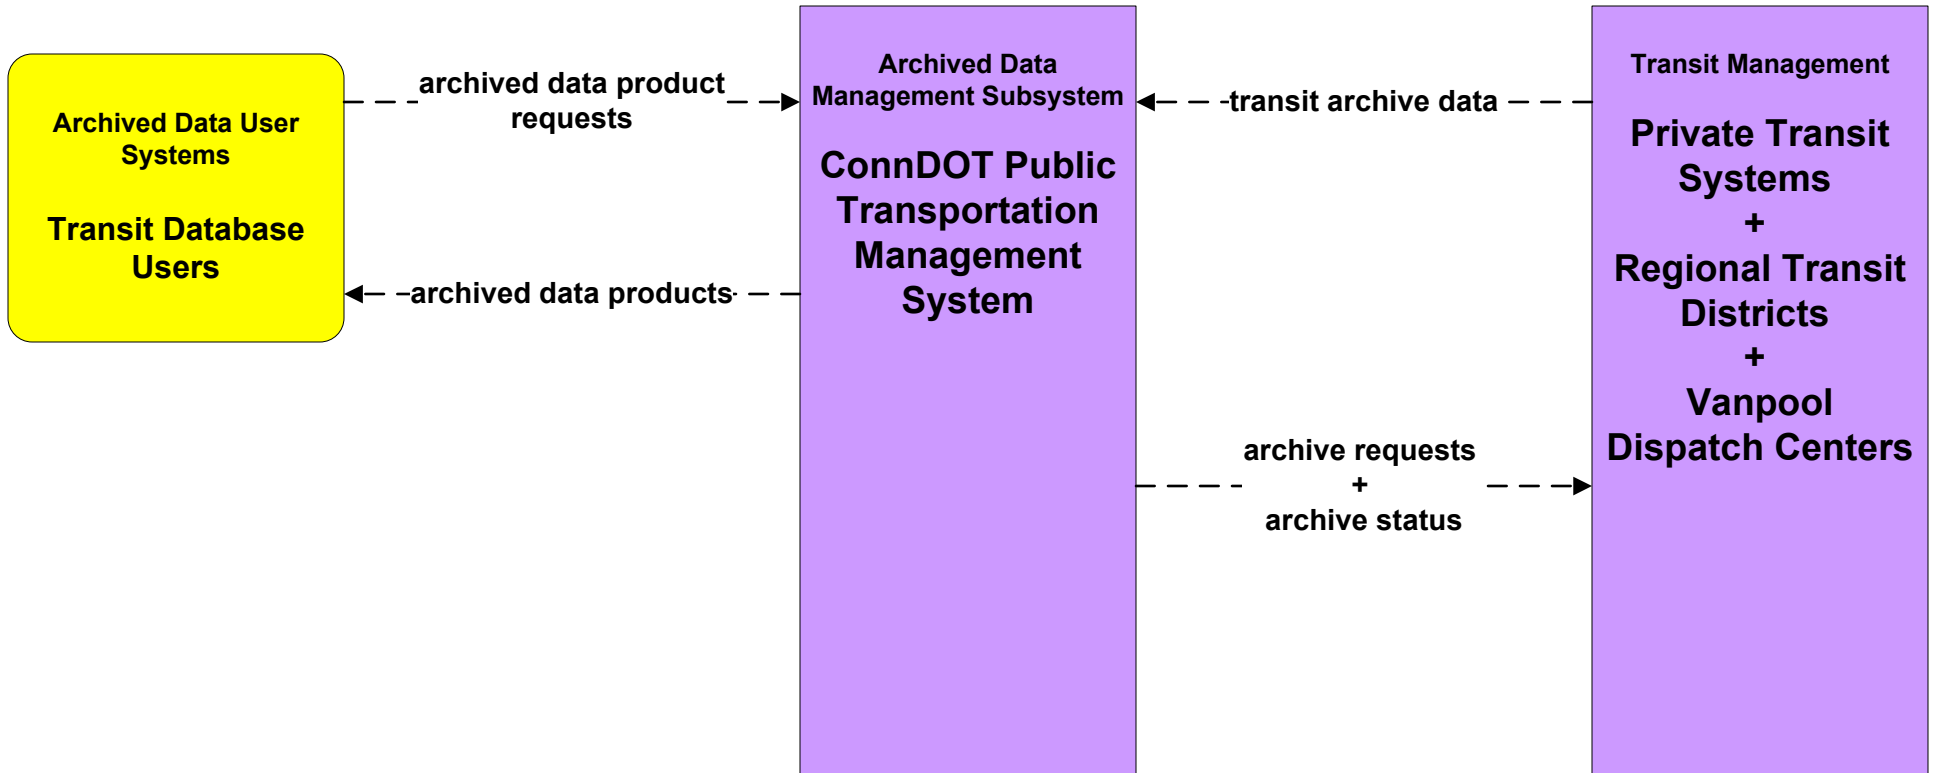 Archived Data User
Systems
Transit Database
Users
archived data product
requests
archived data products
Archived Data
Management Subsystem
ConnDOT Public
Transportation
Management
System
transit archive data
archive requests
+
archive status
Transit Management
Private Transit
Systems
+
Regional Transit
Districts
+
Vanpool
Dispatch Centers